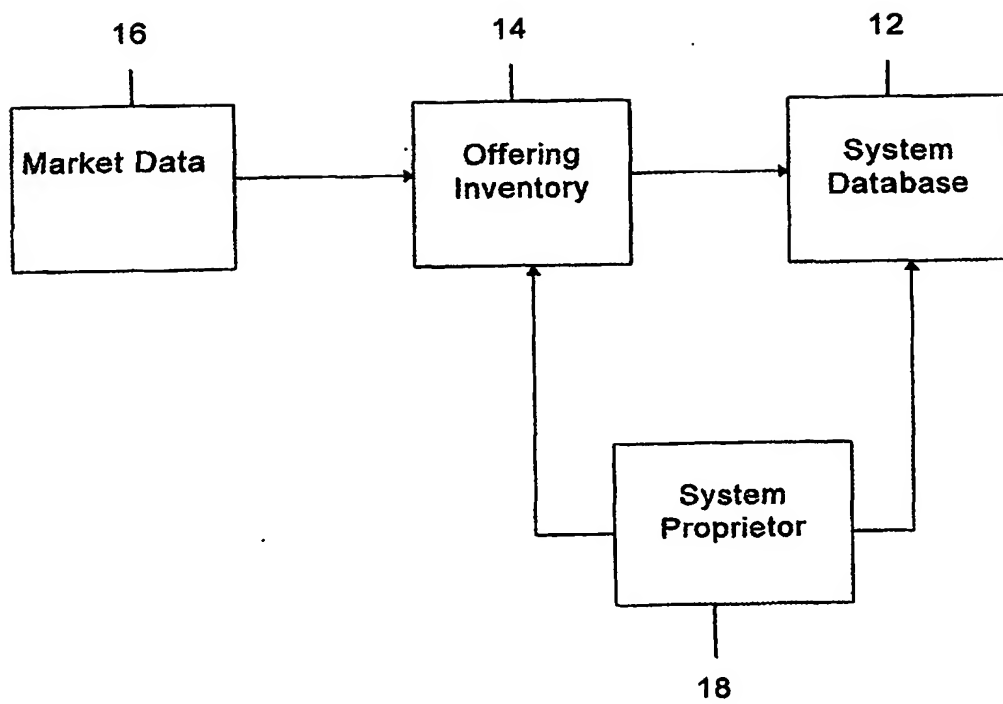 16
14
12
Market Data
Offering
Inventory
System
Database
System
Proprietor
18